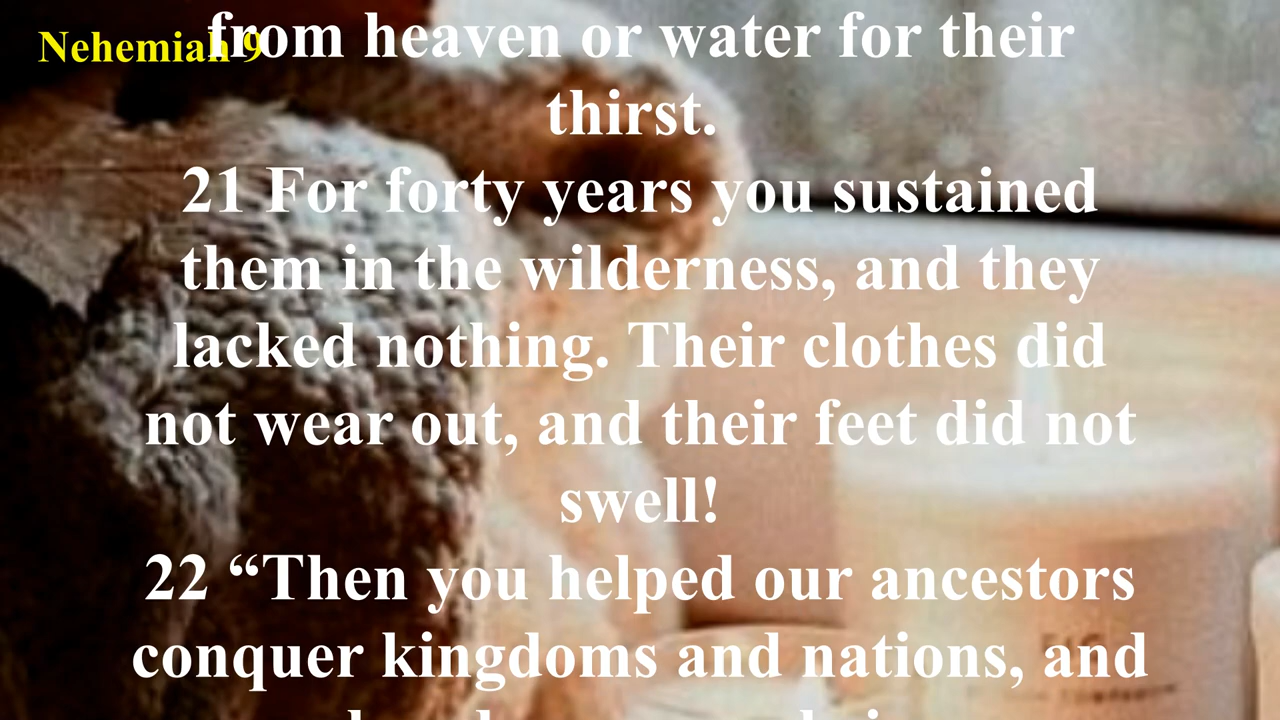 Nehemiah 9
from heaven or water for their
thirst.
21 For forty years you sustained
them in the wilderness, and they
lacked nothing. Their clothes did
not wear out, and their feet did not
swell!
22 “Then you helped our ancestors
conquer kingdoms and nations, and